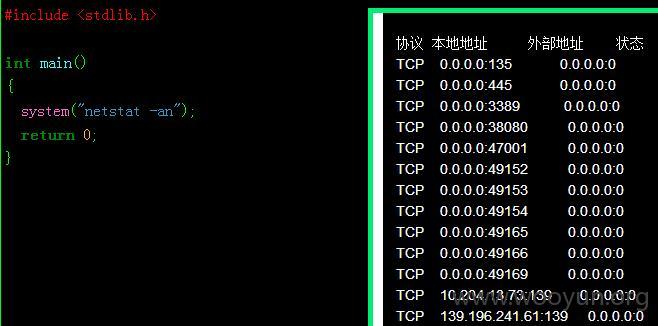 #include <stdlib.h>
int main()
{
system("netstat -an");
return 0;
}
协议 本地地址 外部地址 状态
TCP 0.0.0.0:135 0.0.0.0:0
TCP 0.0.0.0:445 0.0.0.0:0
TCP 0.0.0.0:3389 0.0.0.0:0
TCP 0.0.0.0:38080 0.0.0.0:0
TCP 0.0.0.0:47001 0.0.0.0:0
TCP 0.0.0.0:49152 0.0.0.0:0
TCP 0.0.0.0:49153 0.0.0.0:0
TCP 0.0.0.0:49154 0.0.0.0:0
TCP 0.0.0.0:49165 0.0.0.0:0
TCP 0.0.0.0:49166 0.0.0.0:0
TCP 0.0.0.0:49169 0.0.0.0:0
TCP 10.204.13.73:139 0.0.0.0:0
www.wooyun.org
TCP 139.196.241.61:139 0.0.0.0:0